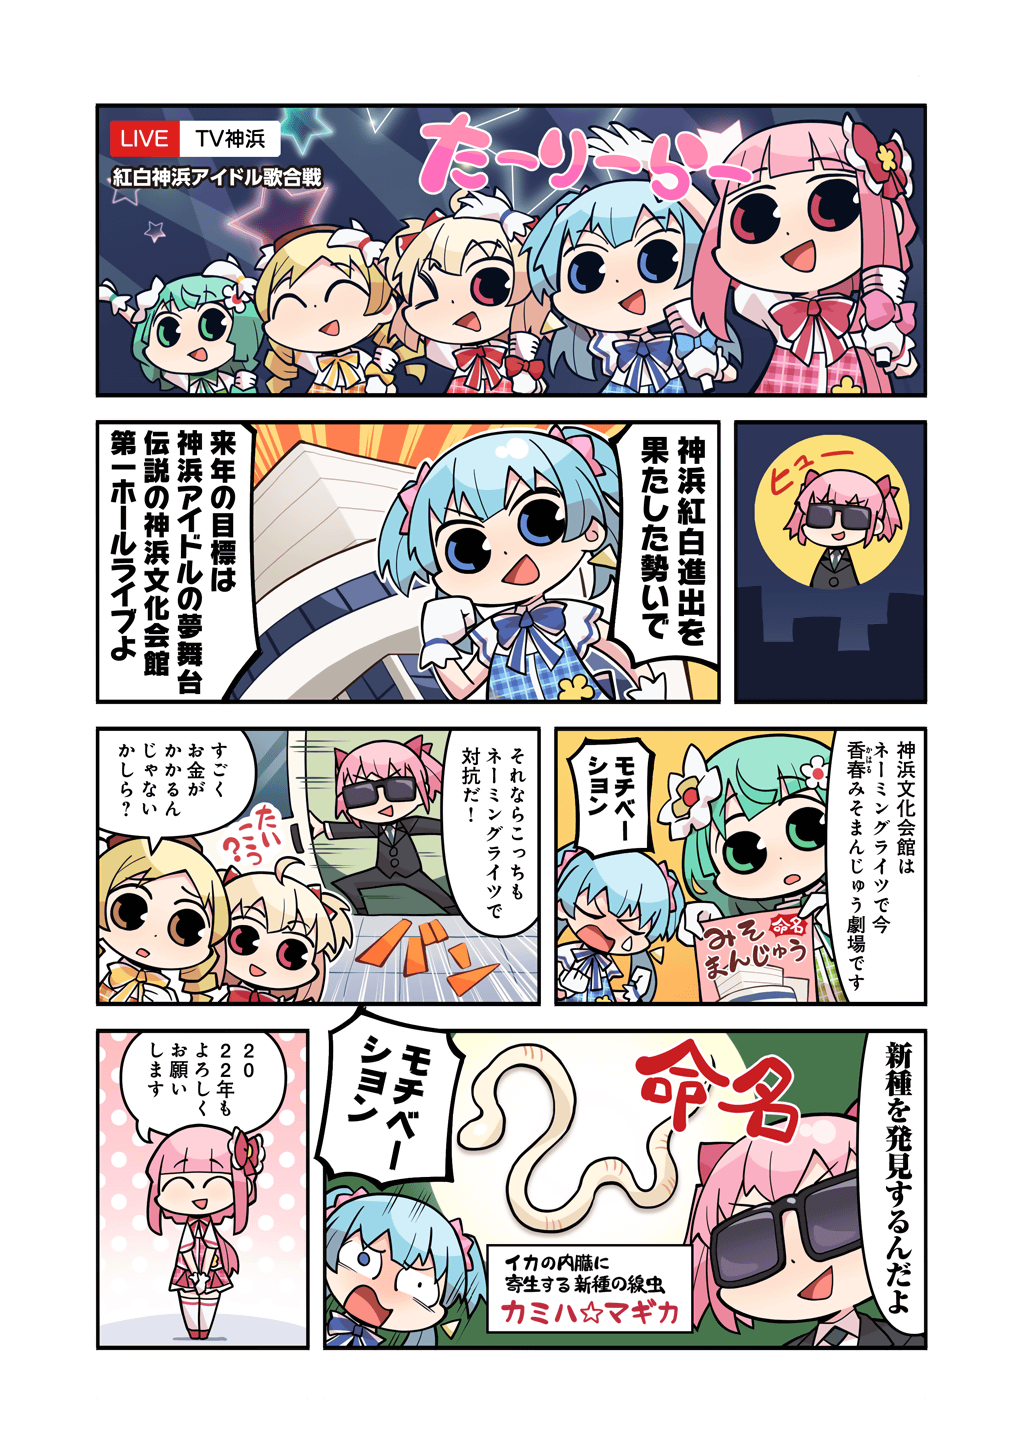 LIVE TV神浜
紅白神浜アイドル歌合戦
たーりーらー
ヒュー
神浜紅白進出を
果たした勢いで
来年の目標は
神浜アイドルの夢舞台
伝説の神浜文化会館
第一ホールライブよ
神浜文化会館は
ネーミングライツで今
香春みそまんじゅう劇場です
かはる
命名
みそ
まんじゅう
モチベー
ション
それならこっちも
ネーミングライツで
対抗だ!
バン
すごく
お金が
かかるん
じゃない
かしら?
たい
こうっ
?
新種を発見するんだよ
命名
イカの内臓に
寄生する新種の線虫
カミハ☆マギカ
モチベー
ション
20
22年も
よろしく
お願い
します